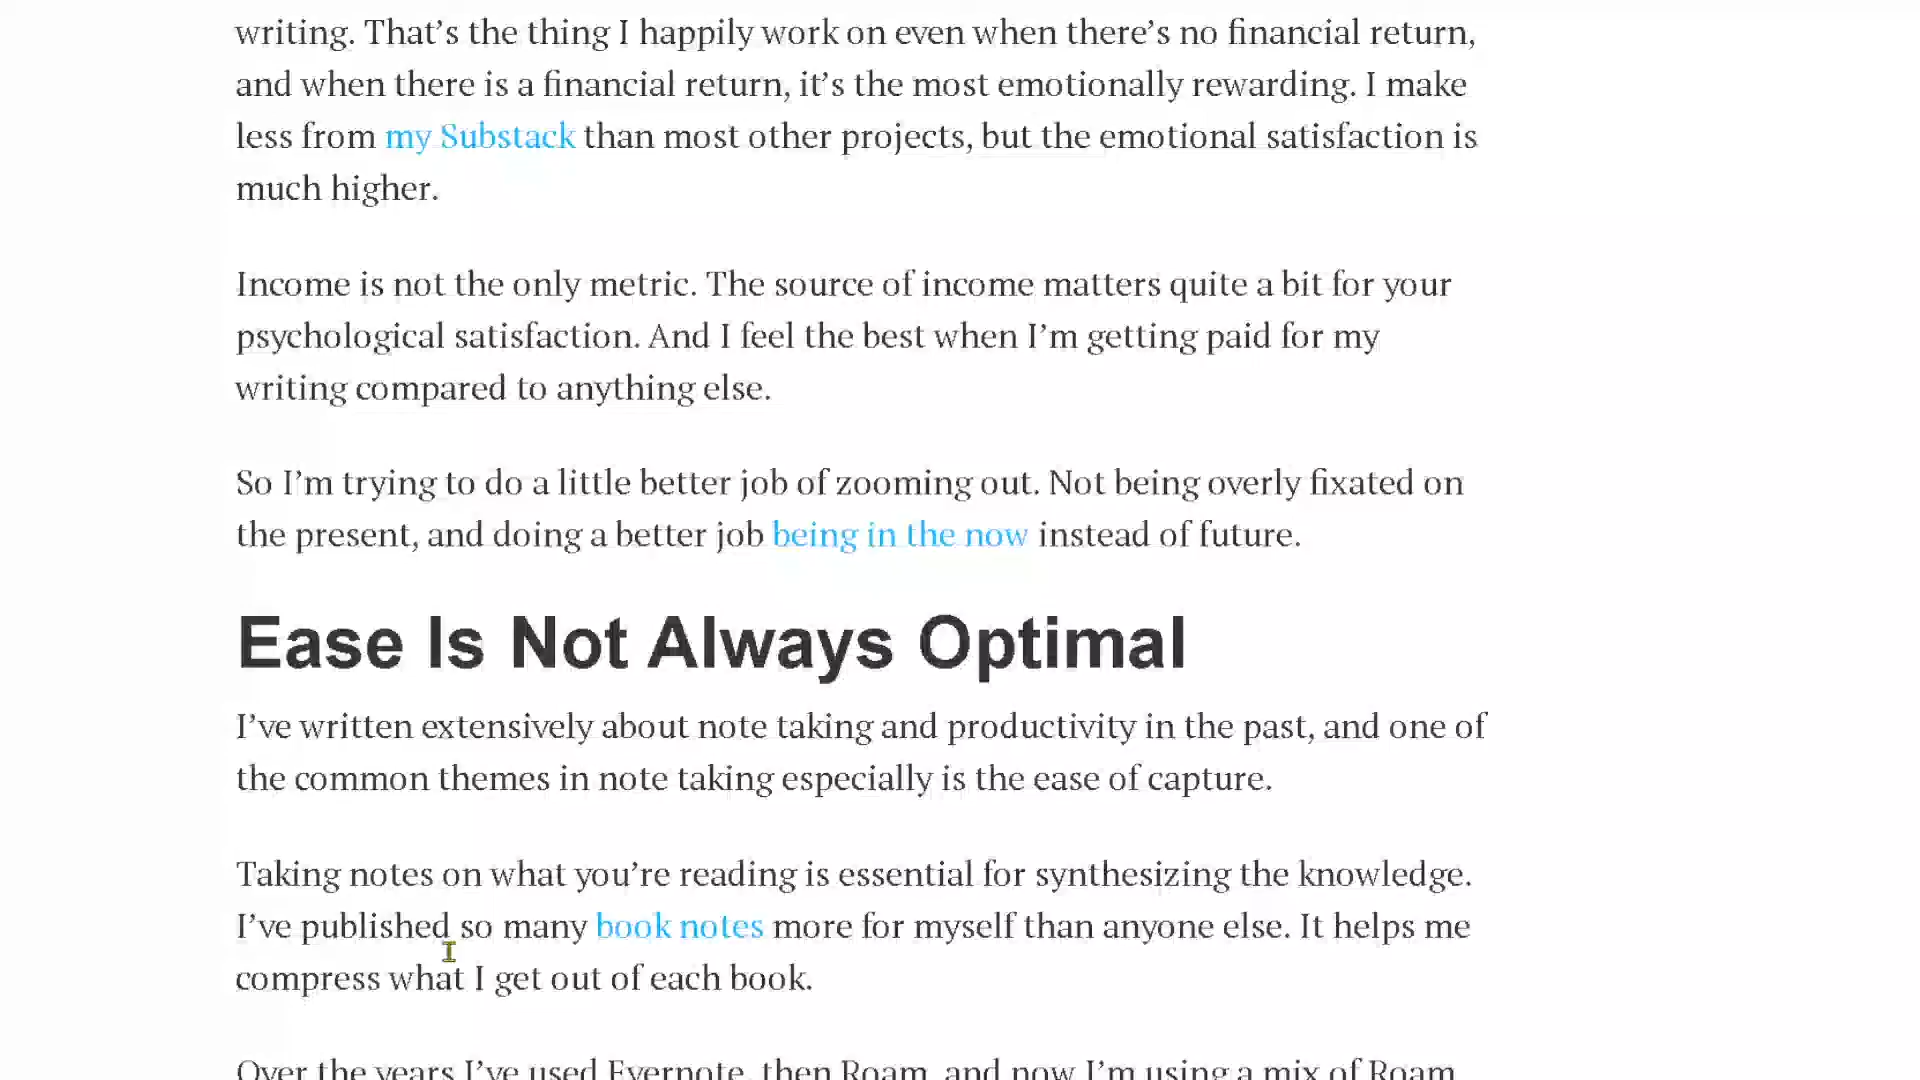 writing. That’s the thing I happily work on even when there’s no financial return,
and when there is a financial return, it’s the most emotionally rewarding. I make
less from my Substack than most other projects, but the emotional satisfaction is
much higher.
Income is not the only metric. The source of income matters quite a bit for your
psychological satisfaction. And I feel the best when I’m getting paid for my
writing compared to anything else.
So I’m trying to do a little better job of zooming out. Not being overly fixated on
the present, and doing a better job being in the now instead of future.
Ease Is Not Always Optimal
I’ve written extensively about note taking and productivity in the past, and one of
the common themes in note taking especially is the ease of capture.
Taking notes on what you’re reading is essential for synthesizing the knowledge.
I’ve published so many book notes more for myself than anyone else. It helps me
compress what I get out of each book.
Over the years I’ve used Evernote, then Roam, and now I’m using a mix of Roam